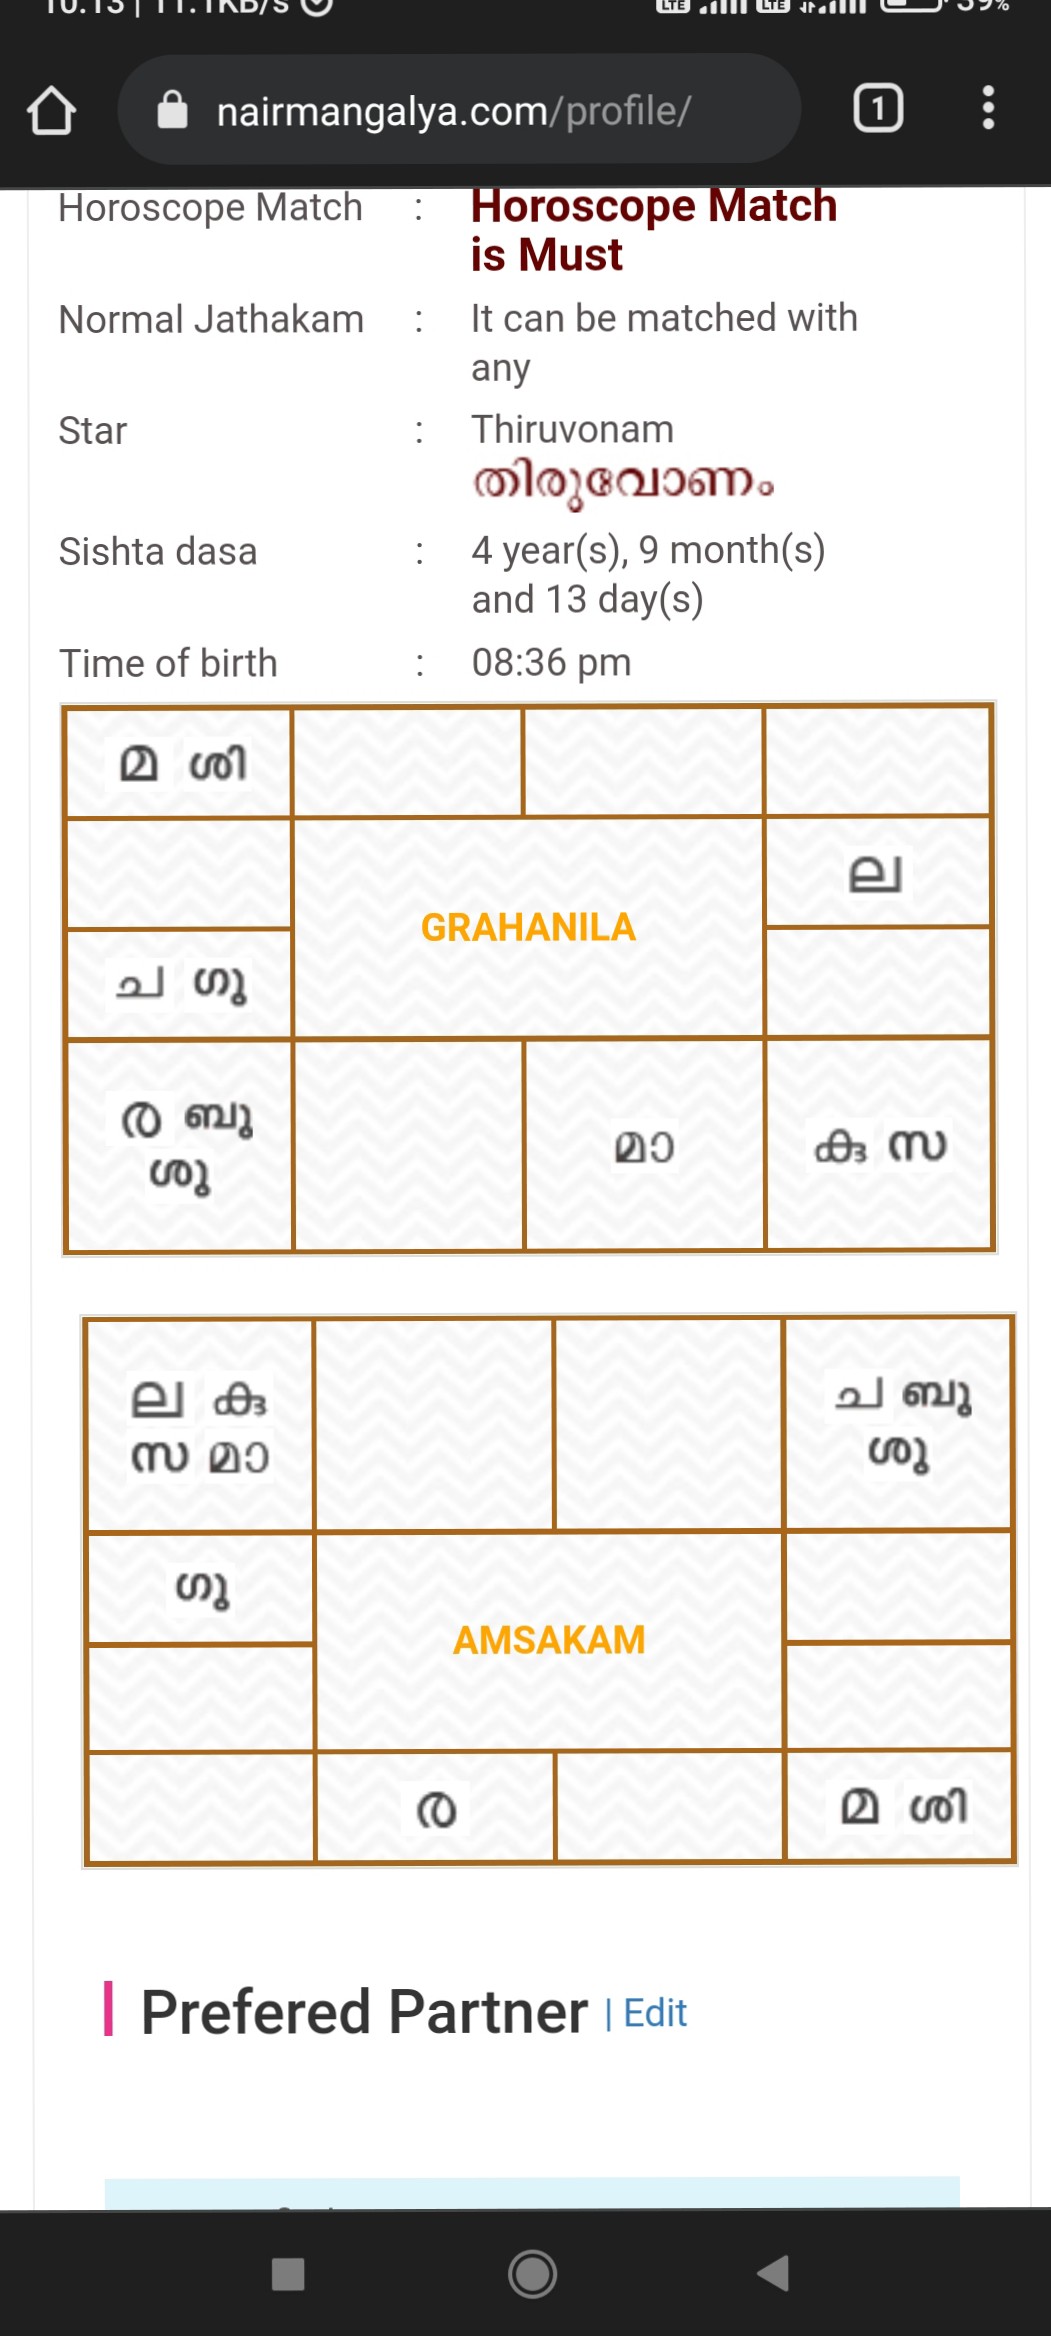 10:13 | 11.1KB/s
LTE LTE 39%
nairmangalya.com/profile/ 1
Horoscope Match : Horoscope Match
is Must
Normal Jathakam : It can be matched with
any
Star : Thiruvonam
തിരുവോണം
Sishta dasa : 4 year(s), 9 month(s)
and 13 day(s)
Time of birth : 08:36 pm
മ ശി
ല
GRAHANILA
ച ഗു
ര ബു
ശു
മാ
കു സ
ല കു
സ മാ
ച ബു
ശു
ഗു
AMSAKAM
ര
മ ശി
Prefered Partner | Edit